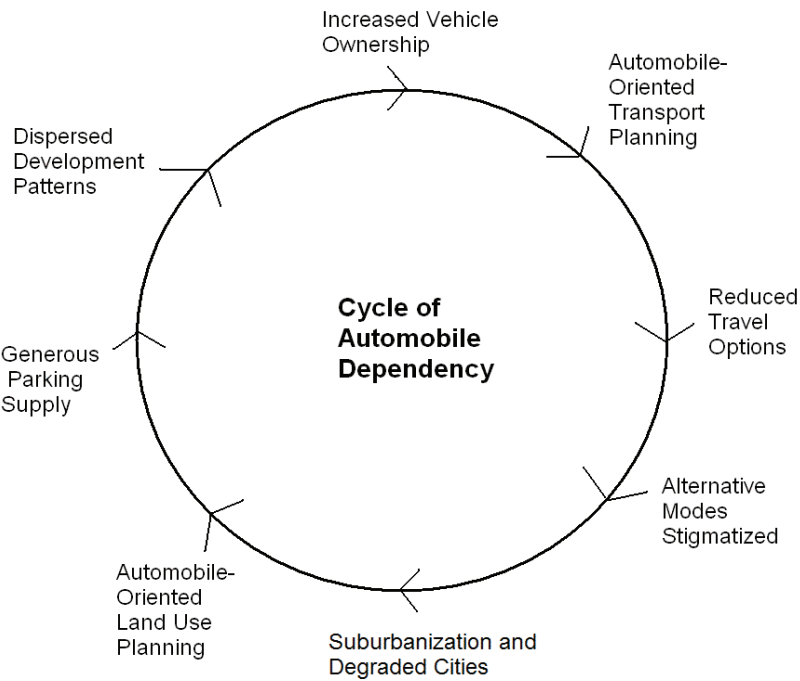 Increased Vehicle
Ownership
Automobile-
Oriented
Transport
Planning
Reduced
Travel
Options
Alternative
Modes
Stigmatized
Suburbanization and
Degraded Cities
Automobile-
Oriented
Land Use
Planning
Generous
Parking
Supply
Dispersed
Development
Patterns
Cycle of
Automobile
Dependency